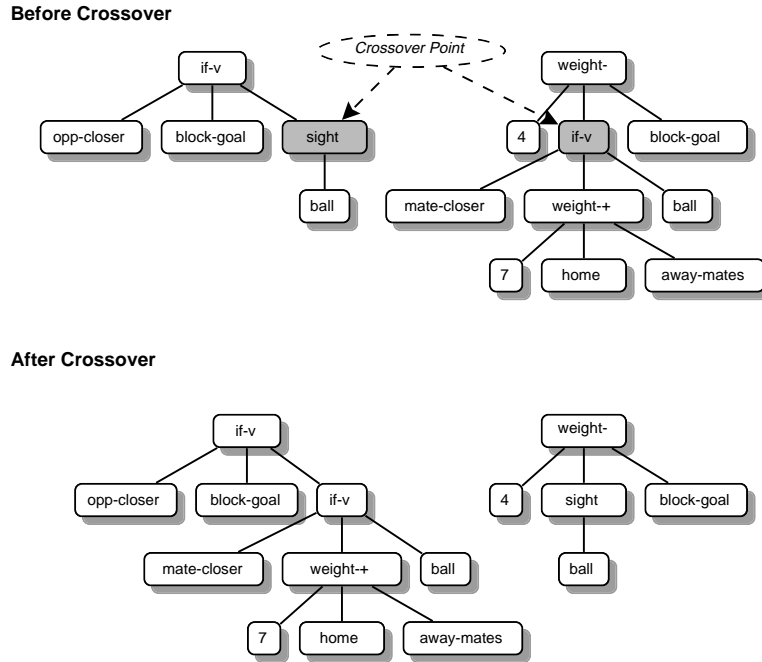 Before Crossover
Crossover Point
if-v
weight-
opp-closer
block-goal
sight
4
if-v
block-goal
ball
mate-closer
weight-+
ball
7
home
away-mates
After Crossover
if-v
weight-
opp-closer
block-goal
if-v
4
sight
block-goal
mate-closer
weight-+
ball
ball
7
home
away-mates